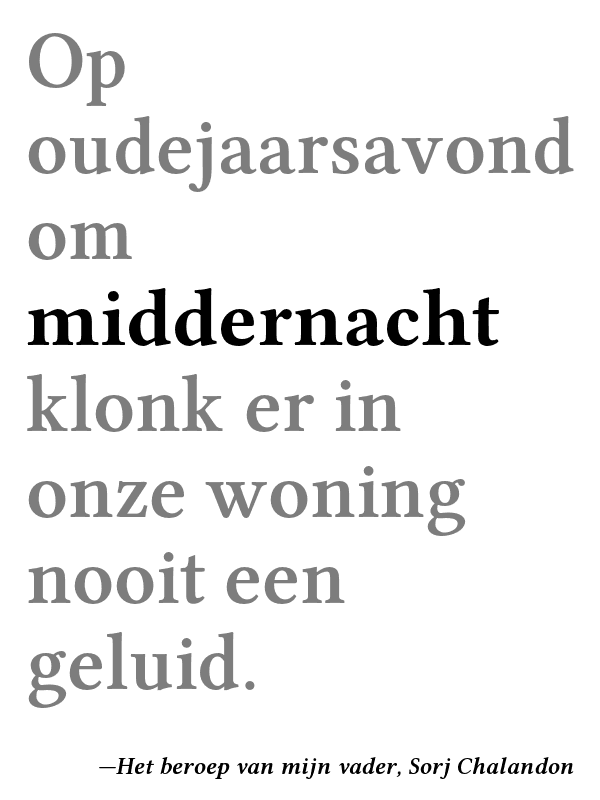 Op
oudejaarsavond
om
middernacht
klonk er in
onze woning
nooit een
geluid.
—Het beroep van mijn vader, Sorj Chalandon